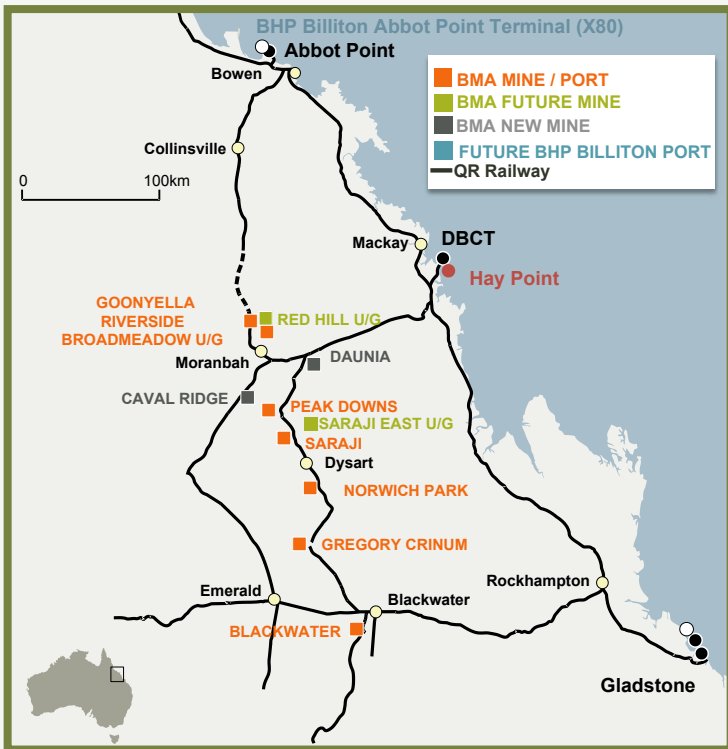 BHP Billiton Abbot Point Terminal (X80)
Abbot Point
Bowen
BMA MINE / PORT
BMA FUTURE MINE
BMA NEW MINE
FUTURE BHP BILLITON PORT
QR Railway
Collinsville
0 100km
Mackay
DBCT
Hay Point
GOONYELLA
RIVERSIDE
BROADMEADOW U/G
RED HILL U/G
Moranbah
DAUNIA
CAVAL RIDGE
PEAK DOWNS
SARAJI EAST U/G
SARAJI
Dysart
NORWICH PARK
GREGORY CRINUM
Emerald
Blackwater
Rockhampton
BLACKWATER
Gladstone